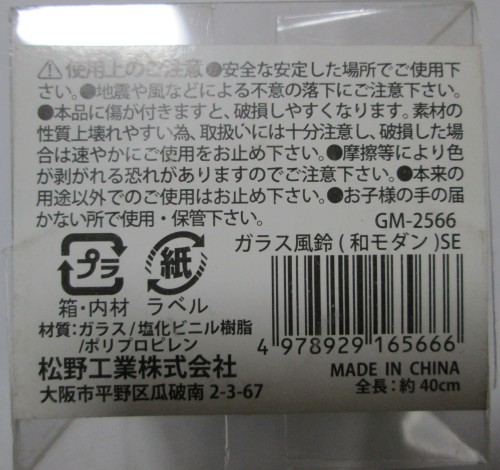 ⚠使用上のご注意●安全な安定した場所でご使用下
さい。●地震や風などによる不意の落下にご注意下さい。
●本品に傷が付きますと、破損しやすくなります。素材の
性質上壊れやすい為、取扱いには十分注意し、破損した場
合は速やかにご使用をお止め下さい。●摩擦等により色
が剥がれる恐れがありますのでご注意下さい。●本来の
用途以外でのご使用はお止め下さい。●お子様の手の届
かない所で使用・保管下さい。
GM-2566
ガラス風鈴(和モダン)SE
プラ
紙
箱・内材 ラベル
材質:ガラス/塩化ビニル樹脂
/ポリプロピレン
4 978929 165666
松野工業株式会社
MADE IN CHINA
大阪市平野区瓜破南2-3-67
全長:約40cm